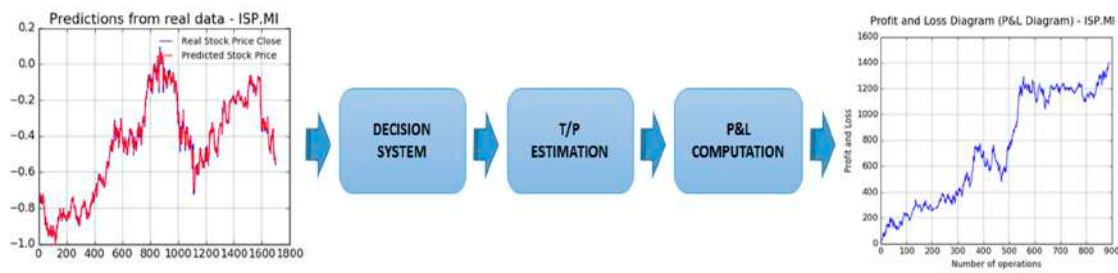 Predictions from real data - ISP.MI
Real Stock Price Close
Predicted Stock Price
0.2
0.0
−0.2
−0.4
−0.6
−0.8
−1.0
0 200 400 600 800 1000 1200 1400 1600 1800
DECISION
SYSTEM
T/P
ESTIMATION
P&L
COMPUTATION
Profit and Loss Diagram (P&L Diagram) - ISP.MI
Profit and Loss
1600
1400
1200
1000
800
600
400
200
0
0 100 200 300 400 500 600 700 800 900
Number of operations